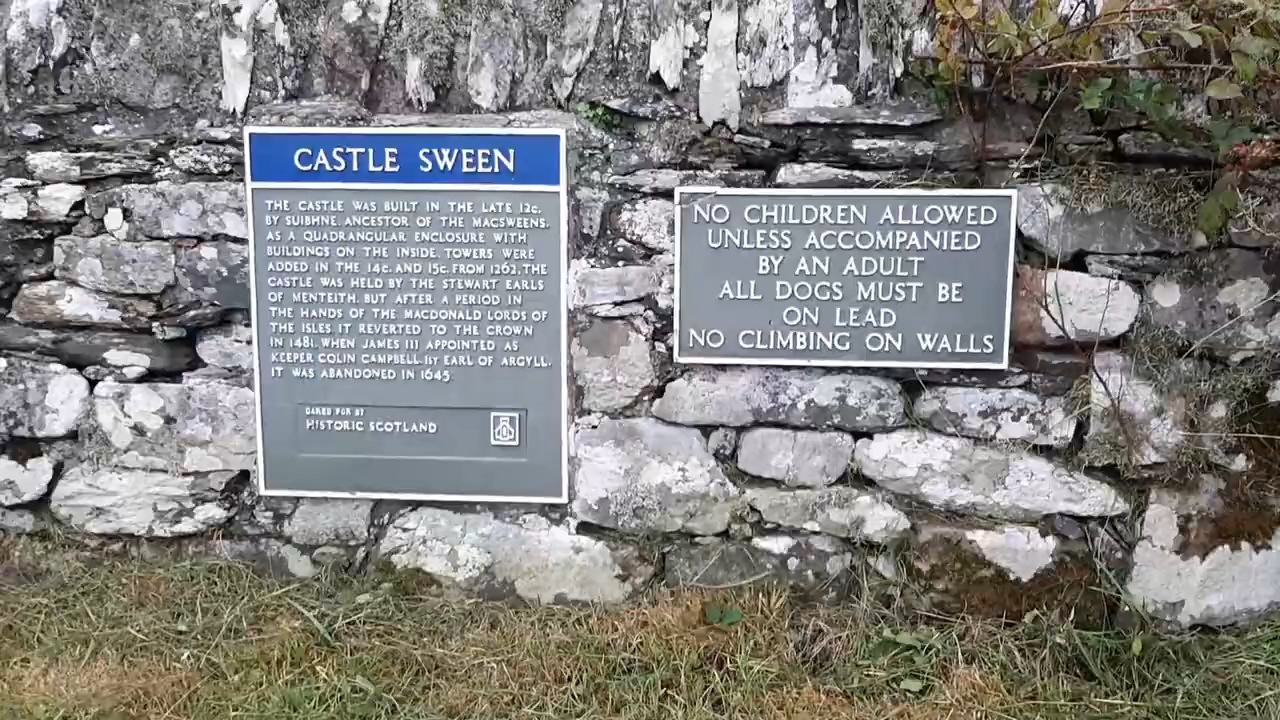 CASTLE SWEEN
THE CASTLE WAS BUILT IN THE LATE 12c.
BY SUIBHNE, ANCESTOR OF THE MACSWEENS,
AS A QUADRANGULAR ENCLOSURE WITH
BUILDINGS ON THE INSIDE. TOWERS WERE
ADDED IN THE 14c. AND 15c. FROM 1262, THE
CASTLE WAS HELD BY THE STEWART EARLS
OF MENTEITH. BUT AFTER A PERIOD IN
THE HANDS OF THE MACDONALD LORDS OF
THE ISLES IT REVERTED TO THE CROWN
IN 1481. WHEN JAMES III APPOINTED AS
KEEPER COLIN CAMPBELL, 1ST EARL OF ARGYLL.
IT WAS ABANDONED IN 1645.
CARED FOR BY
HISTORIC SCOTLAND
NO CHILDREN ALLOWED
UNLESS ACCOMPANIED
BY AN ADULT
ALL DOGS MUST BE
ON LEAD
NO CLIMBING ON WALLS